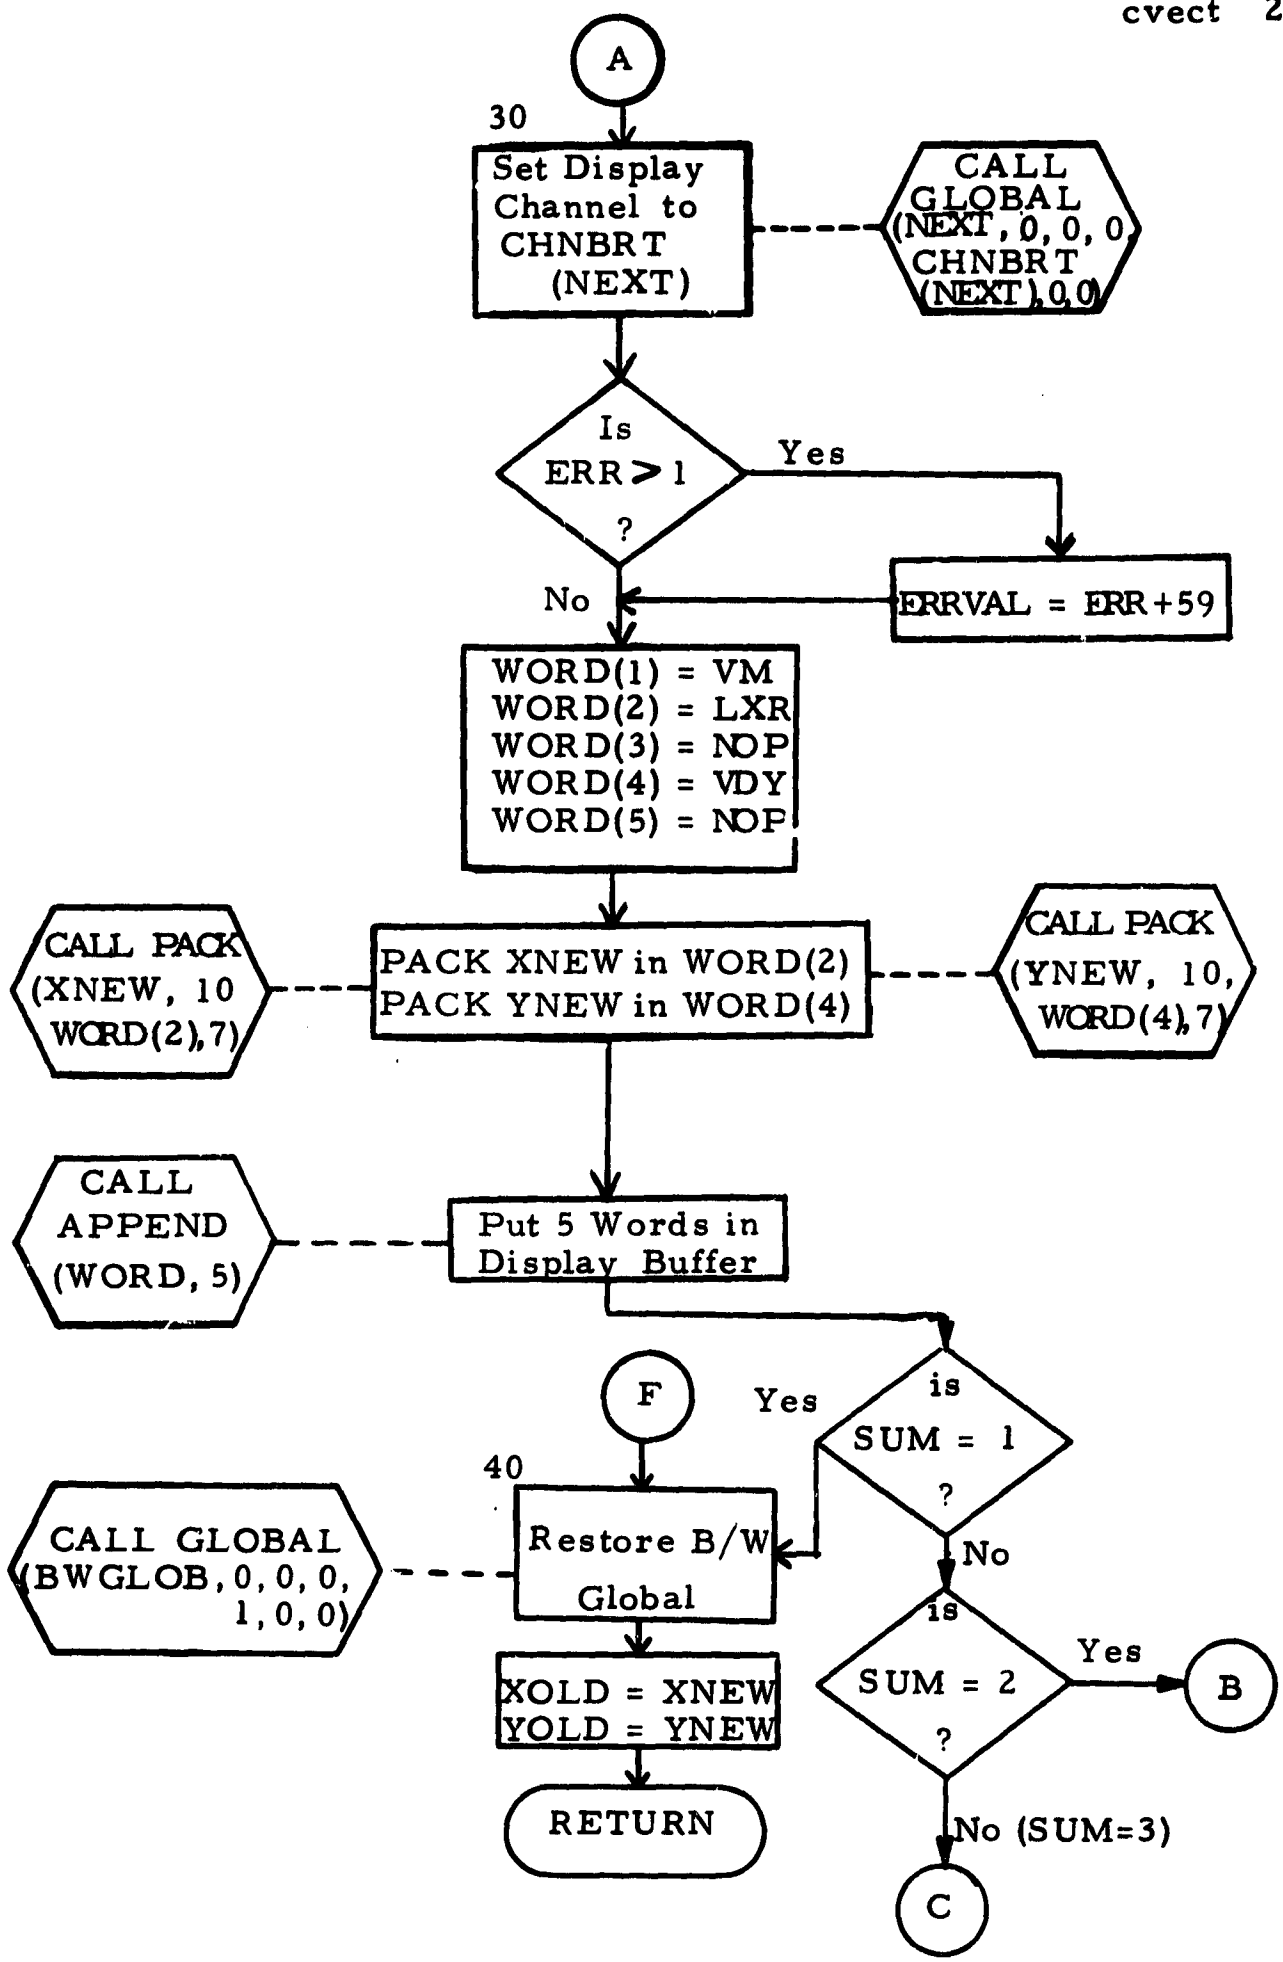 cvect 2
A
30
Set Display
Channel to
CHNBRT
(NEXT)
CALL
GLOBAL
(NEXT, 0, 0, 0,
CHNBRT
(NEXT),0,0)
Is
ERR > 1
?
Yes
No
ERRVAL = ERR+59
WORD(1) = VM
WORD(2) = LXR
WORD(3) = NOP
WORD(4) = VDY
WORD(5) = NOP
CALL PACK
(XNEW, 10
WORD(2),7)
PACK XNEW in WORD(2)
PACK YNEW in WORD(4)
CALL PACK
(YNEW, 10,
WORD(4),7)
CALL
APPEND
(WORD, 5)
Put 5 Words in
Display Buffer
F
Yes
is
SUM = 1
?
40
CALL GLOBAL
(BWGLOB, 0, 0, 0,
1, 0, 0)
Restore B/W
Global
No
is
SUM = 2
?
Yes
B
XOLD = XNEW
YOLD = YNEW
RETURN
No (SUM=3)
C